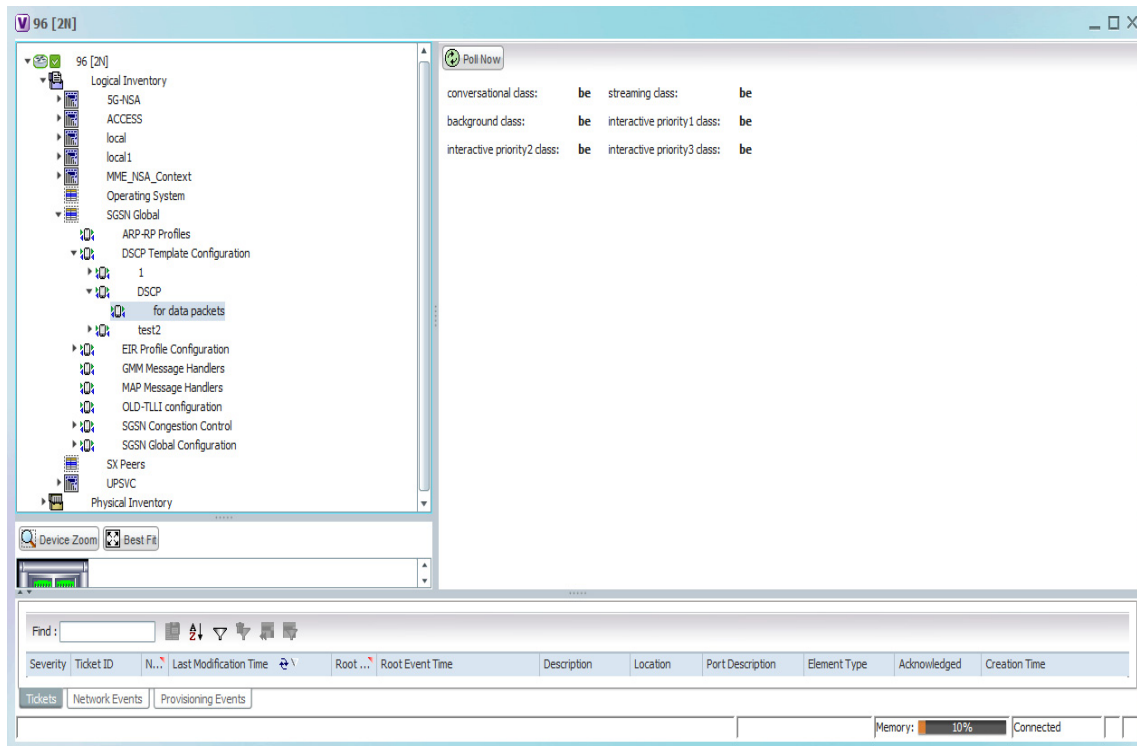 96 [2N]
96 [2N]
Logical Inventory
5G-NSA
ACCESS
local
local1
MME_NSA_Context
Operating System
SGSN Global
ARP-RP Profiles
DSCP Template Configuration
1
DSCP
for data packets
test2
EIR Profile Configuration
GMM Message Handlers
MAP Message Handlers
OLD-TLLI configuration
SGSN Congestion Control
SGSN Global Configuration
SX Peers
UPSVC
Physical Inventory
Device Zoom Best Fit
Poll Now
conversational class: be streaming class: be
background class: be interactive priority1 class: be
interactive priority2 class: be interactive priority3 class: be
Find :
Severity Ticket ID N... Last Modification Time Root ... Root Event Time Description Location Port Description Element Type Acknowledged Creation Time
Tickets Network Events Provisioning Events
Memory: 10% Connected